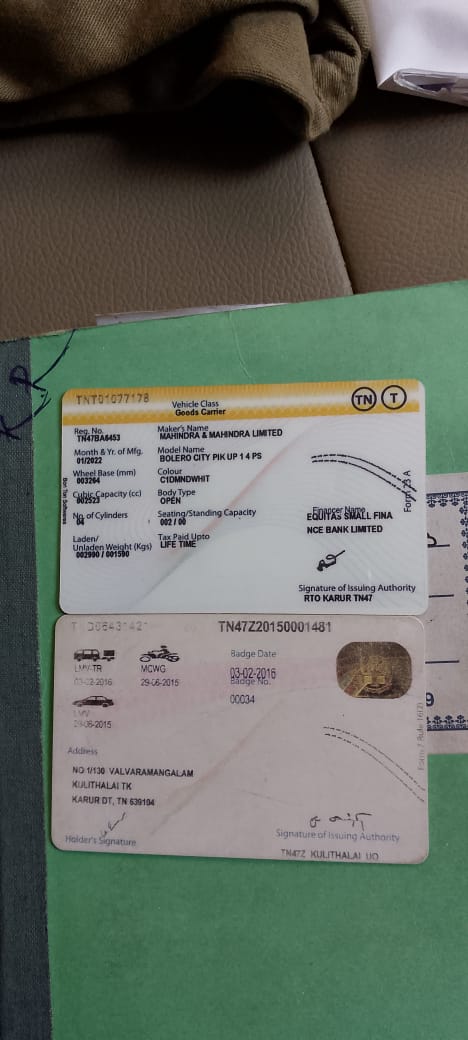 TNT01077178
Vehicle Class
Goods Carrier
TN T
Reg. No.
TN47BA6453
Maker's Name
MAHINDRA & MAHINDRA LIMITED
Month & Yr. of Mfg.
01/2022
Model Name
BOLERO CITY PIK UP 1 4 PS
Wheel Base (mm)
003264
Colour
C1DMNDWHIT
Cubic Capacity (cc)
002523
Body Type
OPEN
No. of Cylinders
04
Seating/Standing Capacity
002 / 00
Financer Name
EQUITAS SMALL FINA
NCE BANK LIMITED
Laden/
Unladen Weight (Kgs)
002990 / 001590
Tax Paid Upto
LIFE TIME
Form 23 A
Signature of Issuing Authority
RTO KARUR TN47
TN47Z20150001481
LMV-TR
03-02-2016
MCWG
29-06-2015
Badge Date
03-02-2016
Badge No.
00034
LMV
29-06-2015
Address
NO 1/130 VALVARAMANGALAM
KULITHALAI TK
KARUR DT, TN 639104
Holder's Signature
Signature of Issuing Authority
TN47Z KULITHALAI UO
Form 7 Rule 16(2)